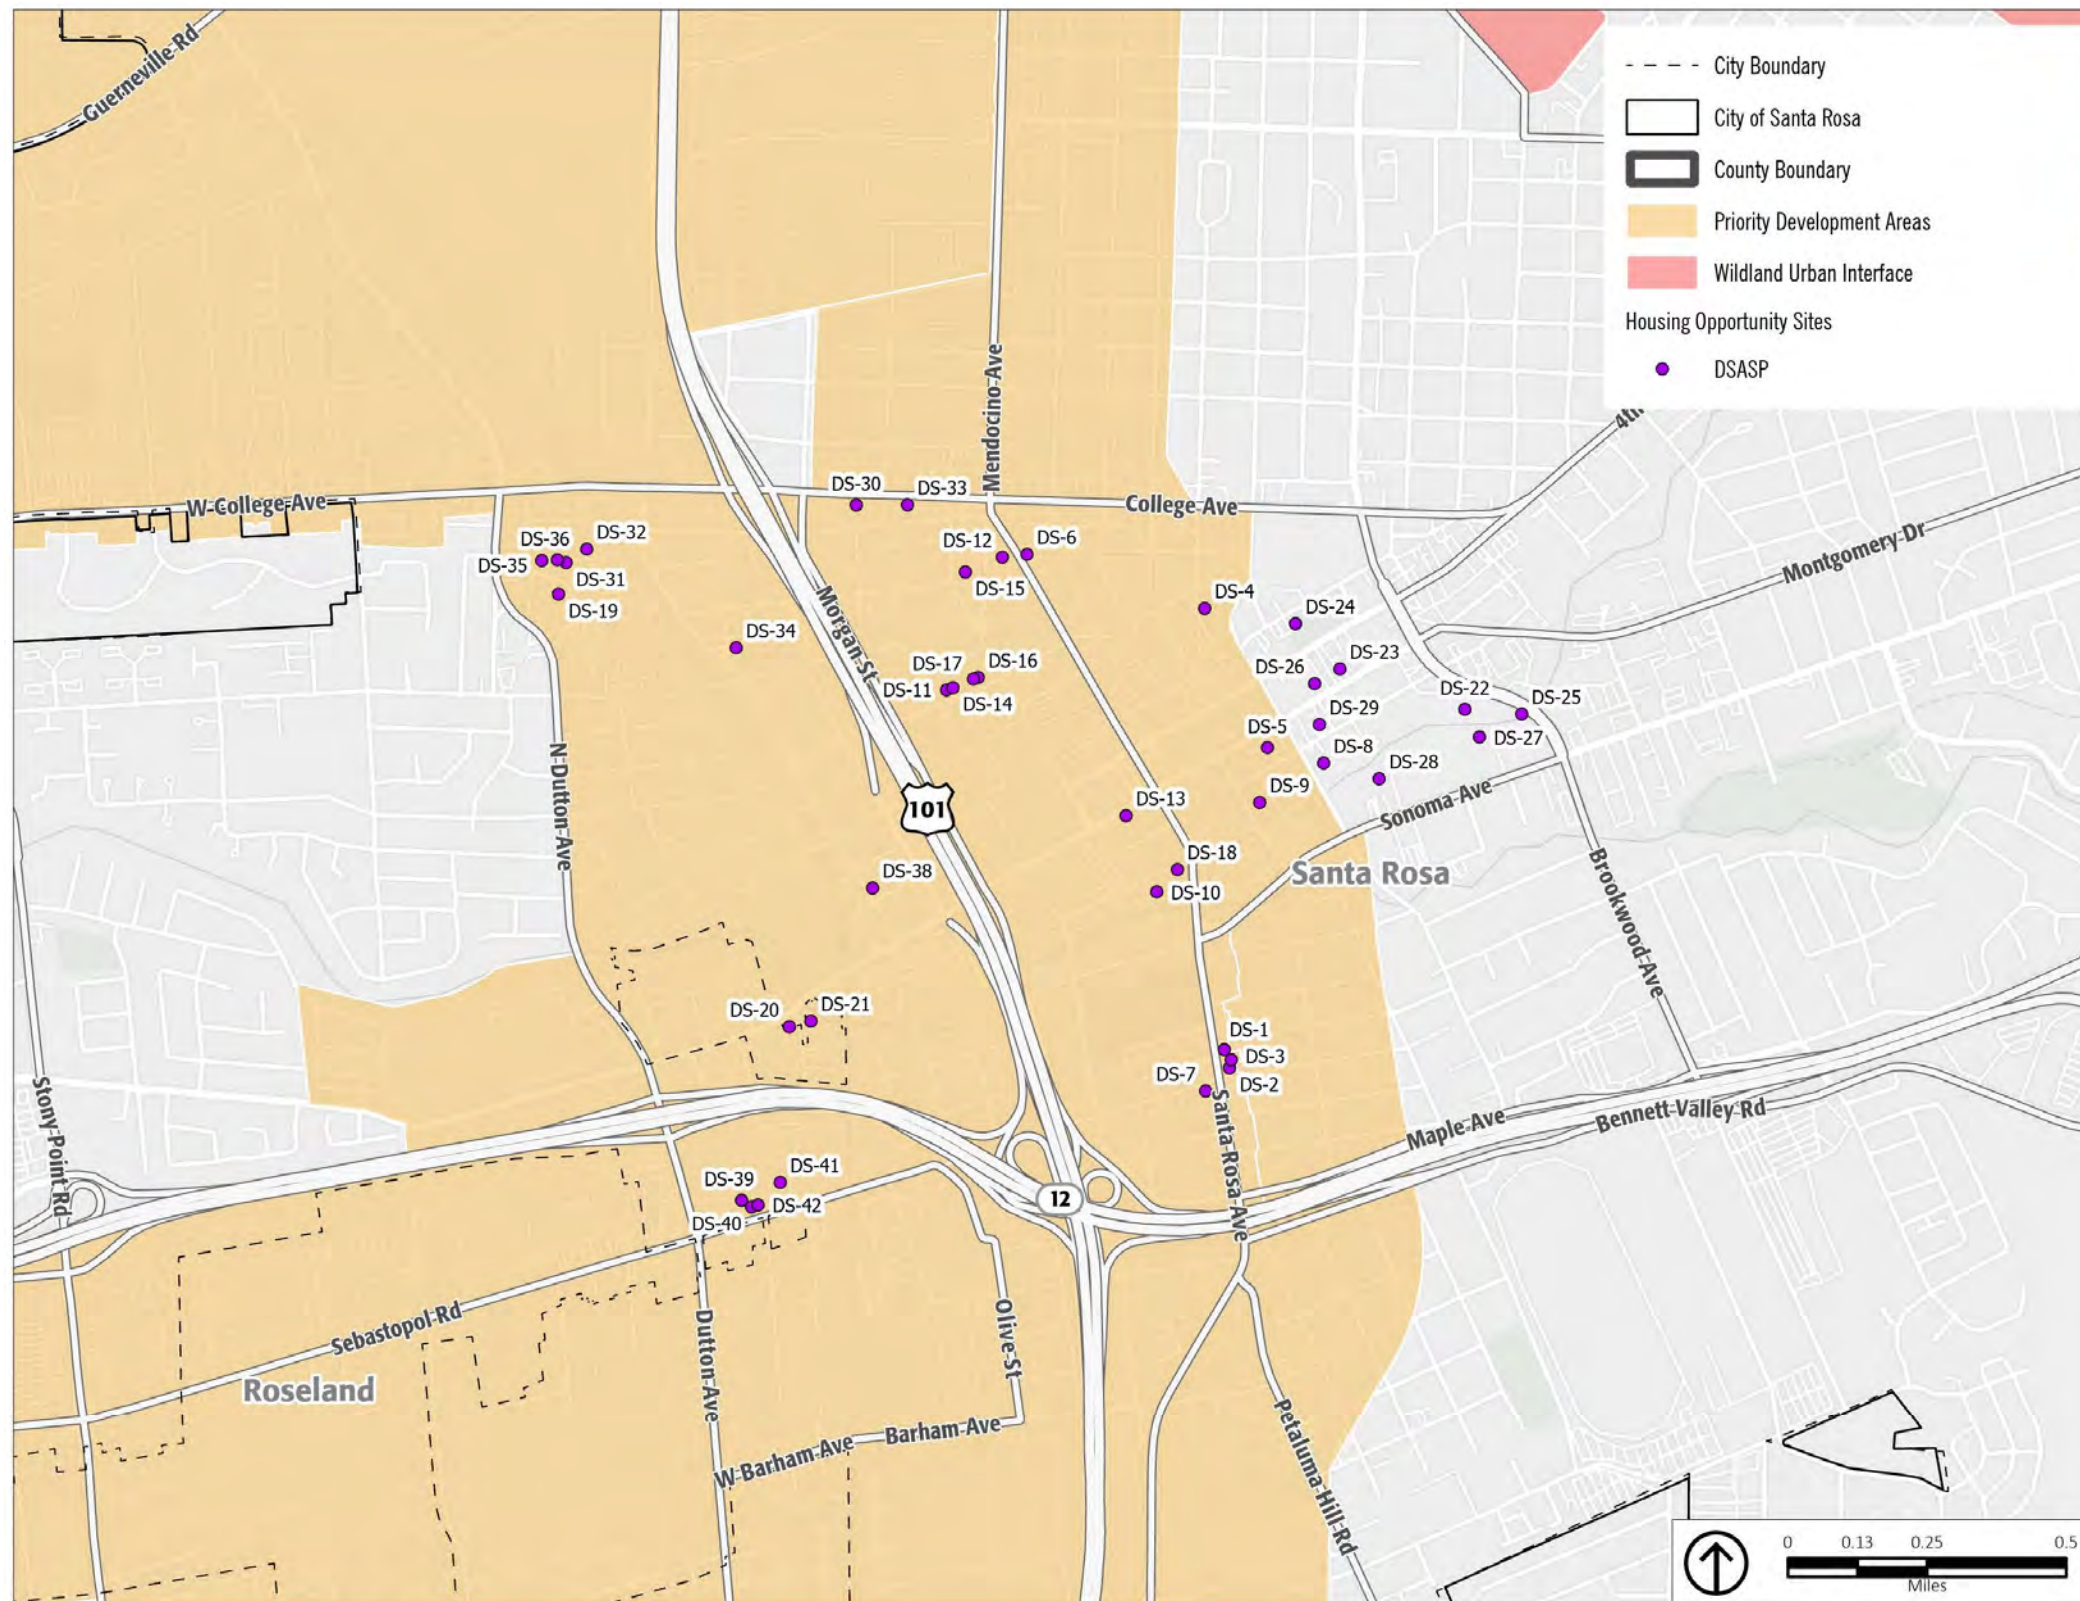 Guerneville Rd
City Boundary
City of Santa Rosa
County Boundary
Priority Development Areas
Wildland Urban Interface
Housing Opportunity Sites
DSASP
Mendocino Ave
4th
W College Ave
DS-30
DS-33
College Ave
Montgomery Dr
DS-36
DS-32
DS-35
DS-31
DS-19
DS-12
DS-6
DS-15
DS-4
DS-24
DS-34
Morgan St
DS-17
DS-16
DS-11
DS-14
DS-26
DS-23
DS-22
DS-25
DS-29
DS-27
DS-5
DS-8
DS-28
DS-9
Sonoma Ave
N Dutton Ave
101
DS-13
DS-18
DS-10
DS-38
Santa Rosa
Brookwood Ave
DS-20
DS-21
DS-1
DS-3
DS-2
DS-7
Stony Point Rd
Santa Rosa Ave
Maple Ave
Bennett Valley Rd
DS-41
DS-39
DS-42
DS-40
12
Sebastopol Rd
Roseland
Dutton Ave
Olive St
W Barham Ave
Barham Ave
Petaluma Hill Rd
0 0.13 0.25 0.5
Miles